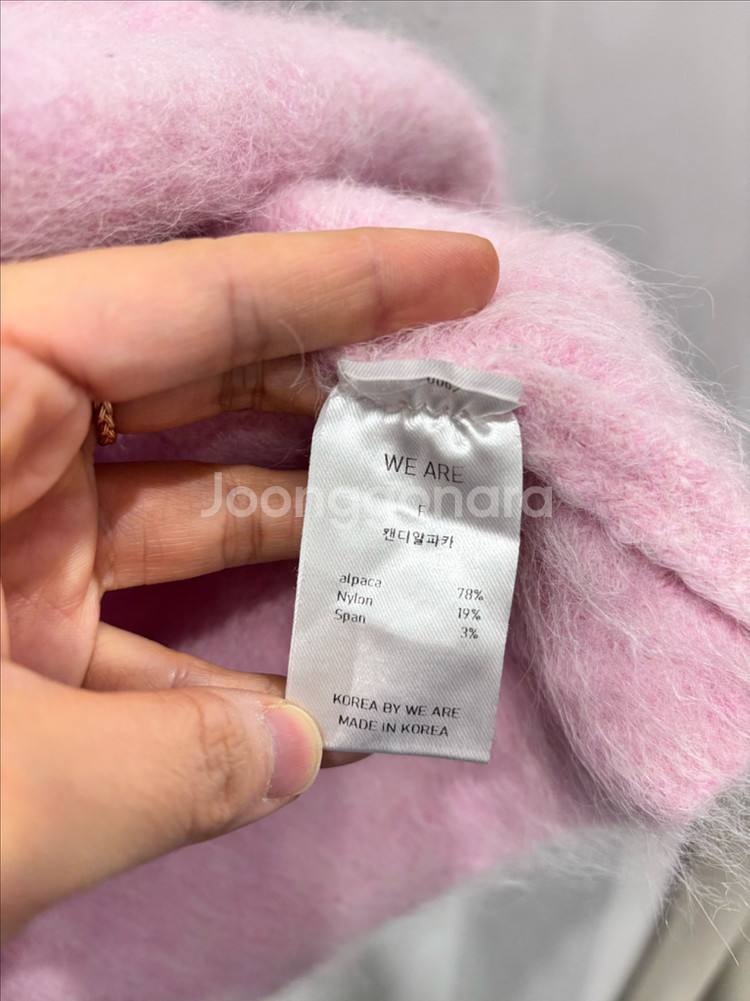 WE ARE
Joonggonara
F
캔디알파카
alpaca 78%
Nylon 19%
Span 3%
KOREA BY WE ARE
MADE IN KOREA